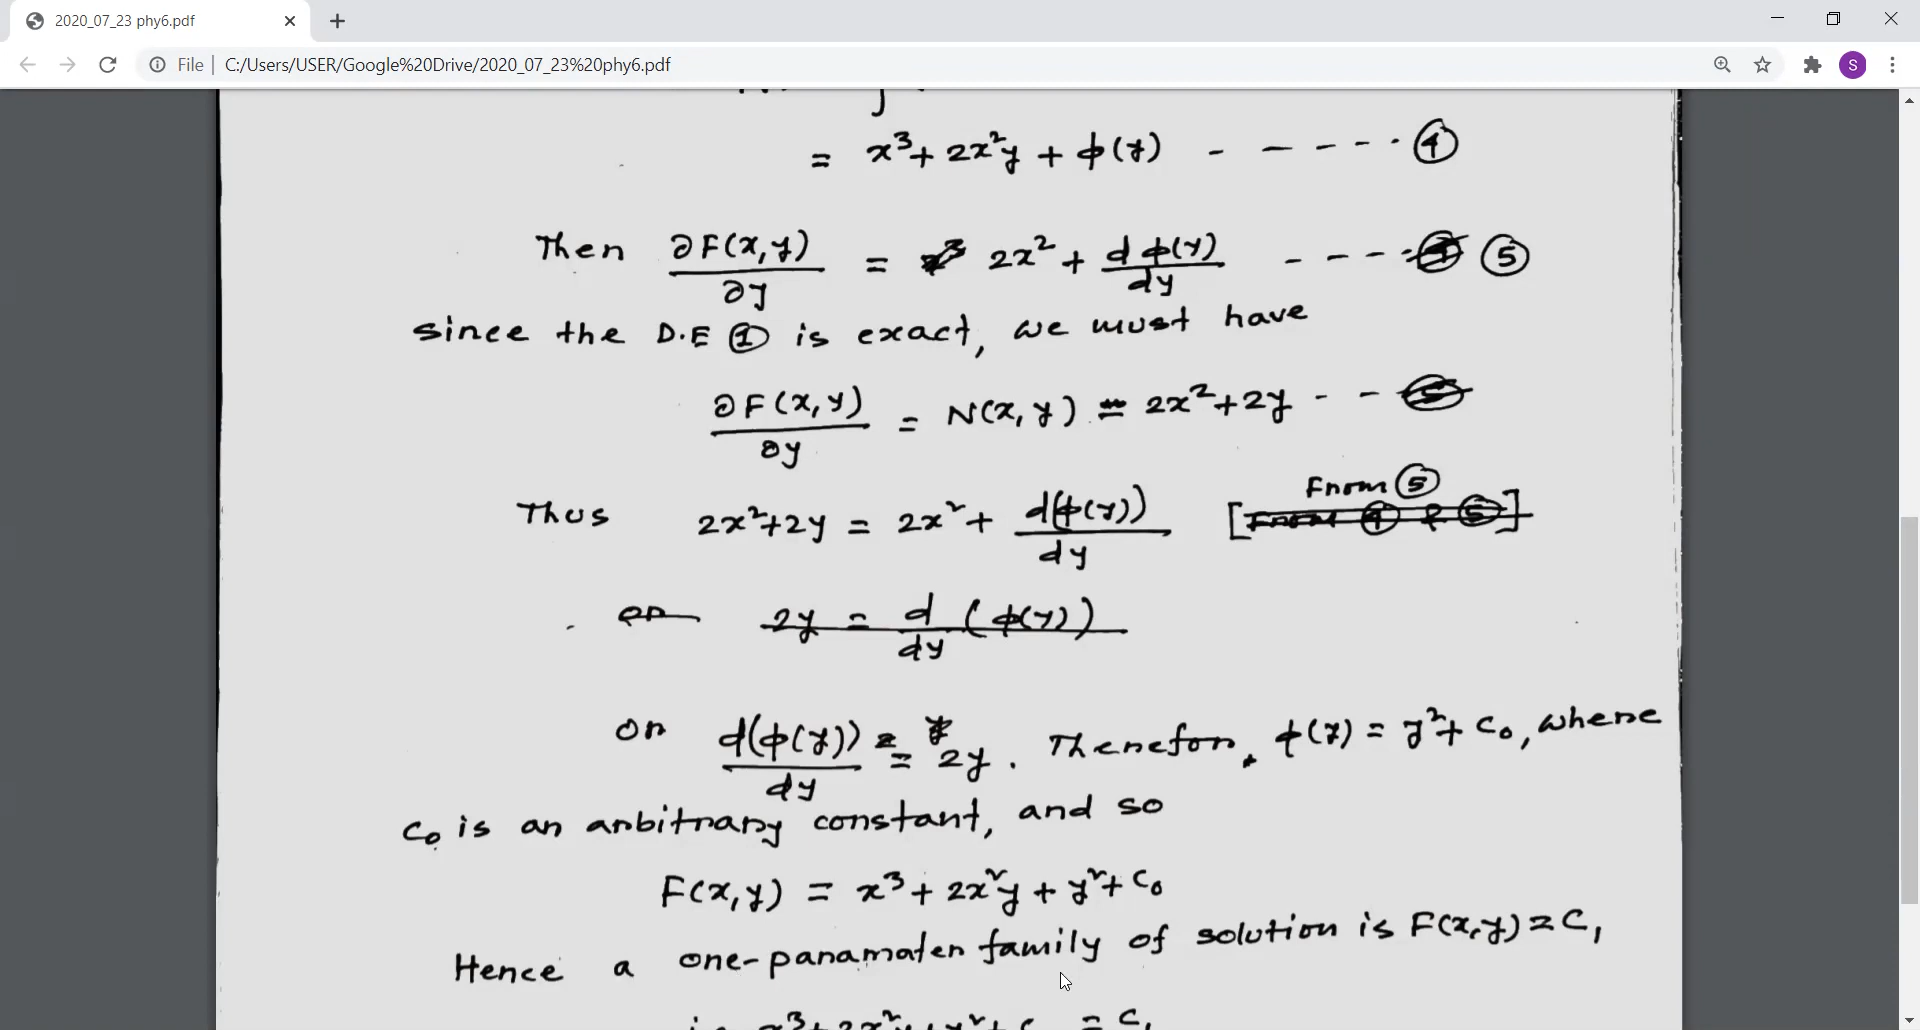 2020_07_23 phy6.pdf
File | C:/Users/USER/Google%20Drive/2020_07_23%20phy6.pdf
S
= x³ + 2x²y + ϕ(y) - - - - - - ④
Then ∂F(x,y)/∂y = 2x² + dϕ(y)/dy - - - - ⑤
since the D.E ① is exact, we must have
∂F(x,y)/∂y = N(x,y) = 2x²+2y - -
Thus 2x²+2y = 2x² + d(ϕ(y))/dy [From ⑤]
or 2y = d/dy (ϕ(y))
or d(ϕ(y))/dy = 2y. Therefor, ϕ(y) = y² + c₀, where
c₀ is an arbitrary constant, and so
F(x,y) = x³ + 2x²y + y² + c₀
Hence a one-paramater family of solution is F(x,y) = C₁